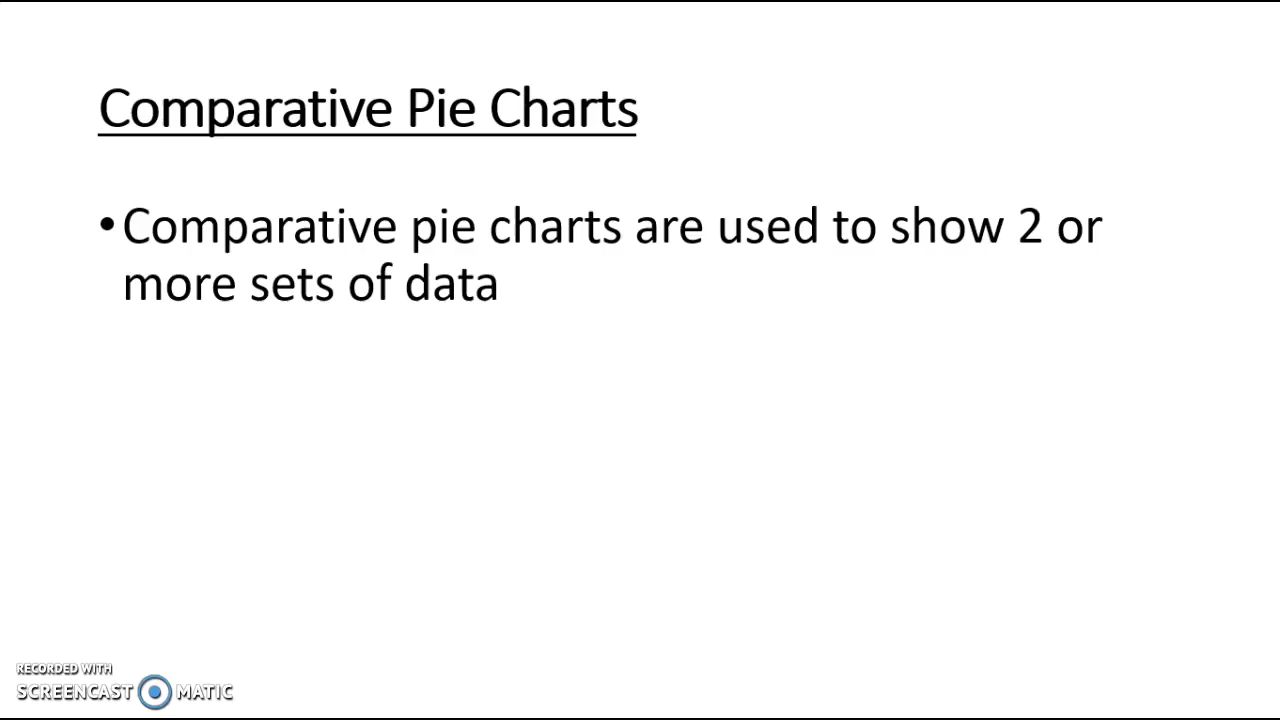 Comparative Pie Charts
•Comparative pie charts are used to show 2 or
more sets of data
RECORDED WITH
SCREENCAST MATIC